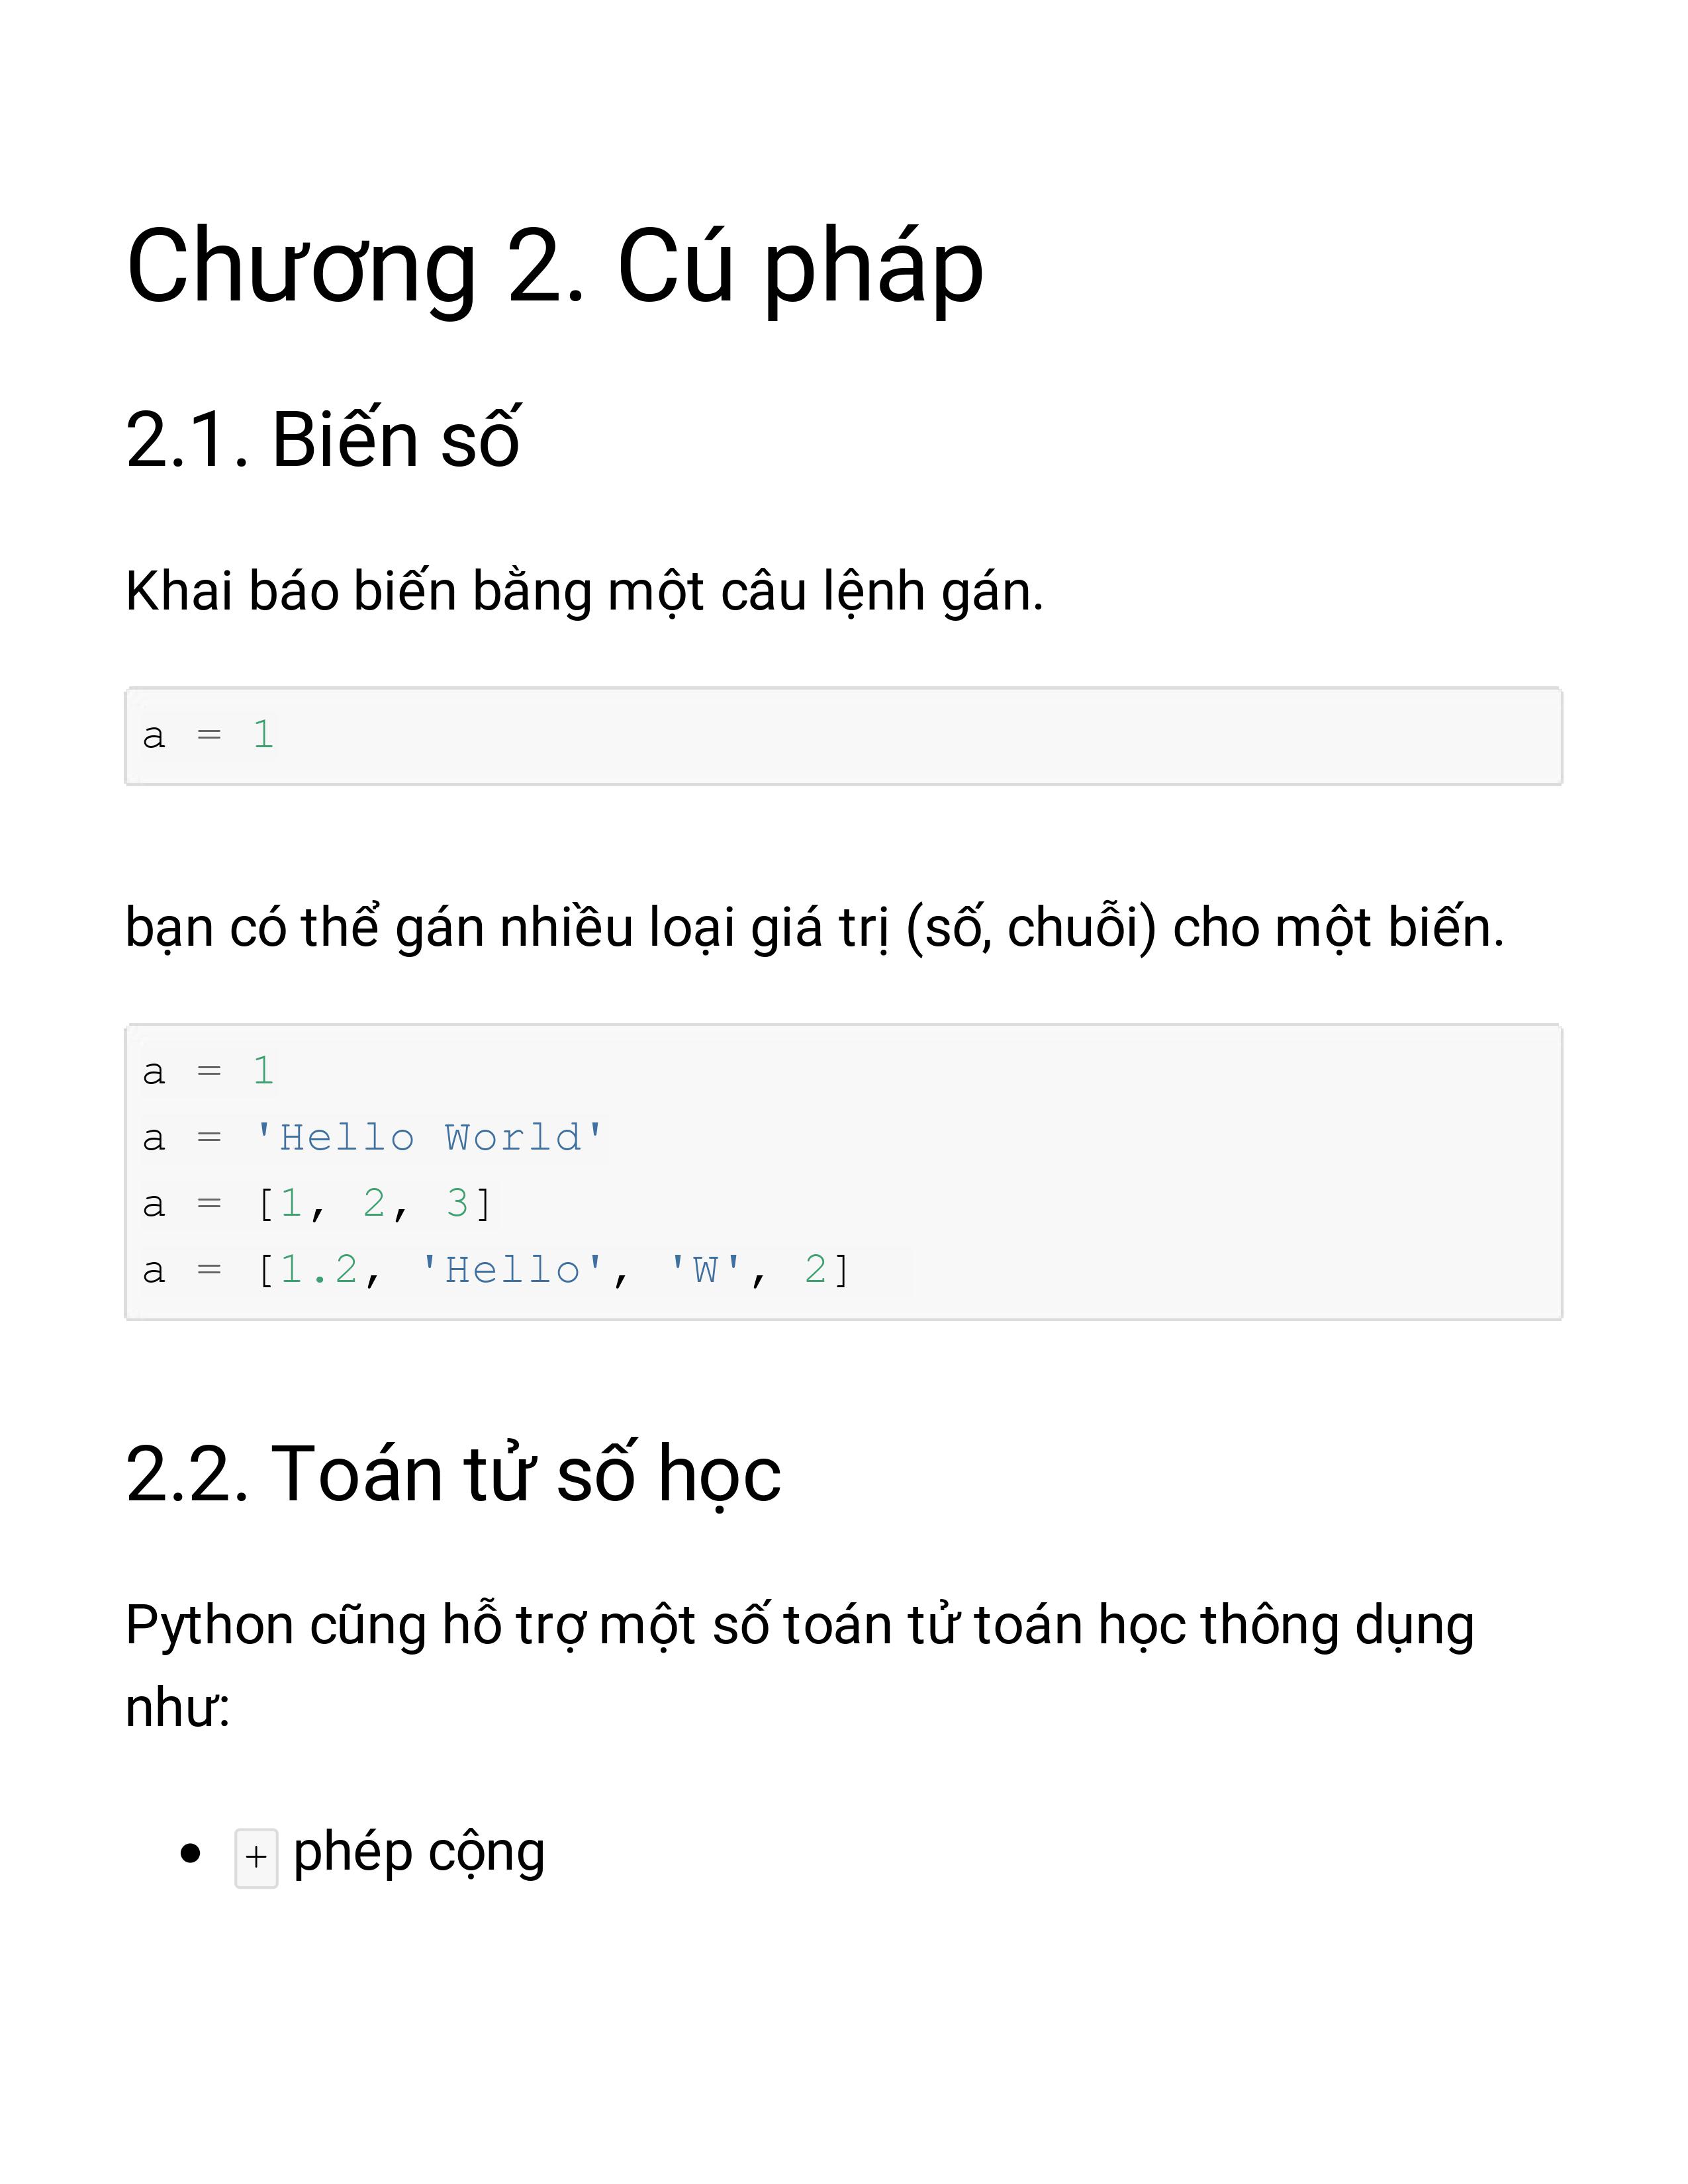 Chương 2. Cú pháp
2.1. Biến số
Khai báo biến bằng một câu lệnh gán.
a = 1
bạn có thể gán nhiều loại giá trị (số, chuỗi) cho một biến.
a = 1
a = 'Hello World'
a = [1, 2, 3]
a = [1.2, 'Hello', 'W', 2]
2.2. Toán tử số học
Python cũng hỗ trợ một số toán tử toán học thông dụng
như:
• + phép cộng